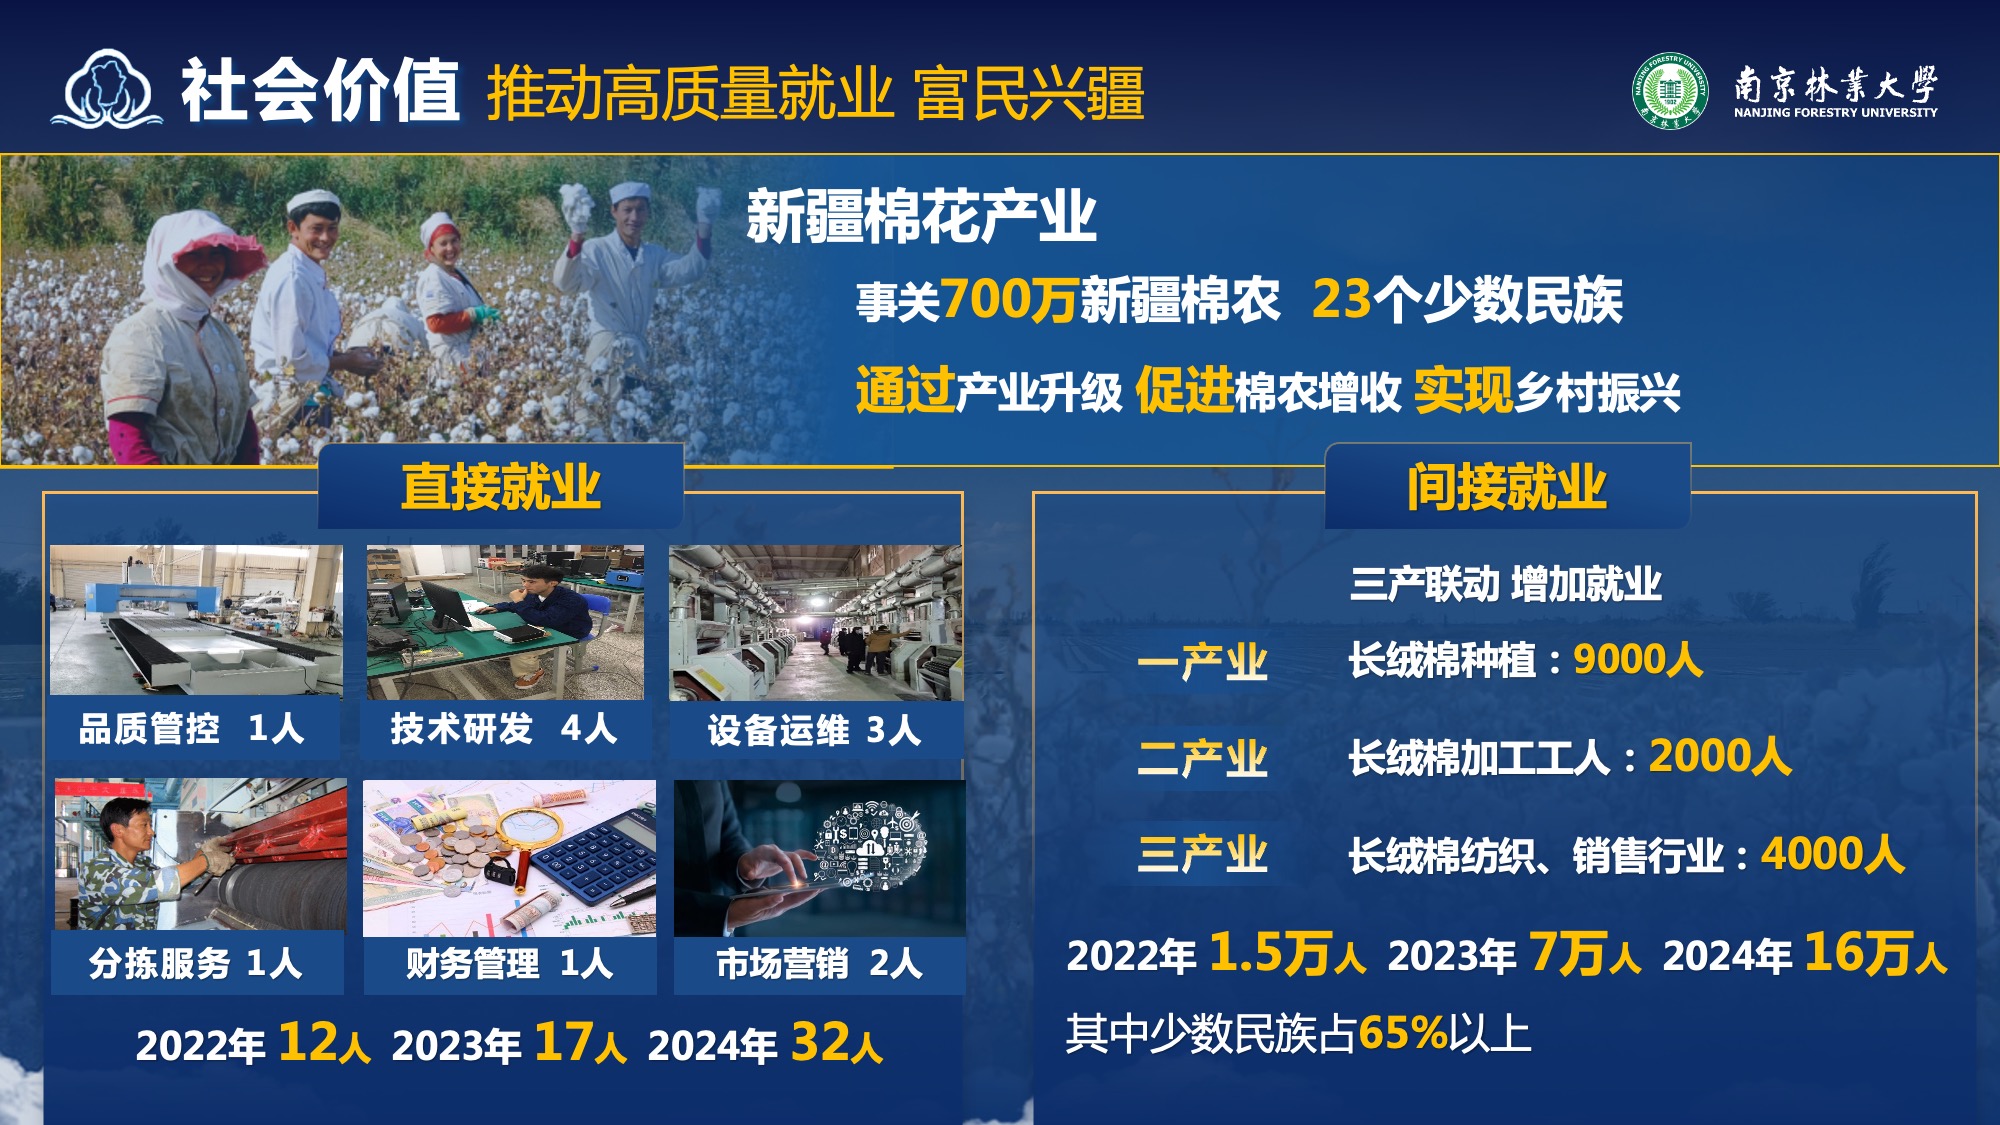 社会价值 推动高质量就业 富民兴疆
南京林业大學
NANJING FORESTRY UNIVERSITY
NANJING FORESTRY UNIVERSITY
1902
南京林业大学
新疆棉花产业
事关700万新疆棉农 23个少数民族
通过产业升级 促进棉农增收 实现乡村振兴
直接就业
品质管控 1人
技术研发 4人
设备运维 3人
分拣服务 1人
财务管理 1人
市场营销 2人
2022年 12人 2023年 17人 2024年 32人
间接就业
三产联动 增加就业
一产业 长绒棉种植：9000人
二产业 长绒棉加工工人：2000人
三产业 长绒棉纺织、销售行业：4000人
2022年 1.5万人 2023年 7万人 2024年 16万人
其中少数民族占65%以上